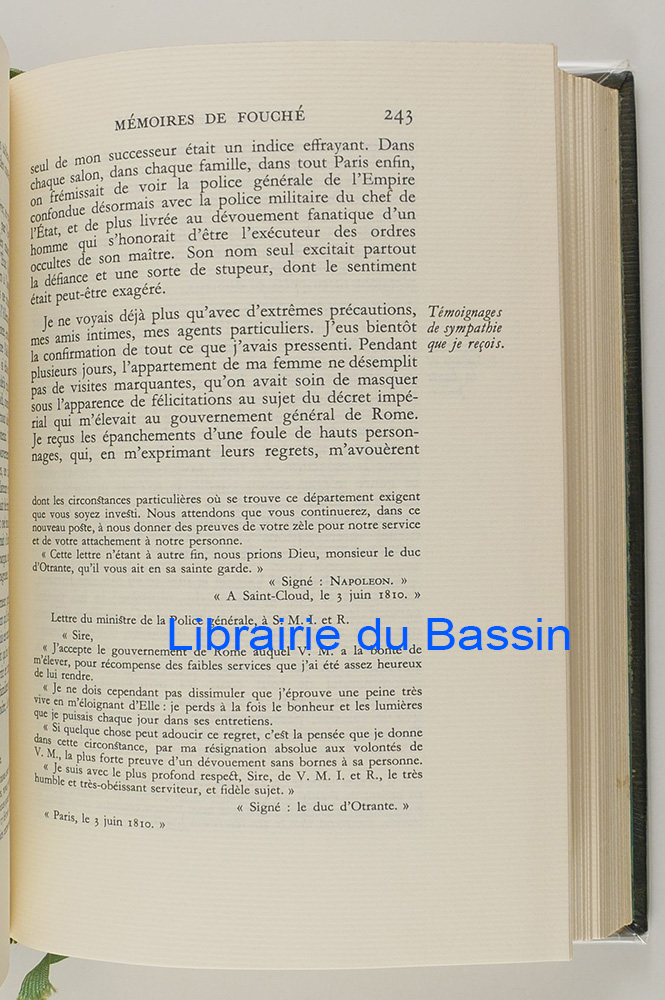 MÉMOIRES DE FOUCHÉ 243
seul de mon successeur était un indice effrayant. Dans
chaque salon, dans chaque famille, dans tout Paris enfin,
on frémissait de voir la police générale de l'Empire
confondue désormais avec la police militaire du chef de
l'État, et de plus livrée au dévouement fanatique d'un
homme qui s'honorait d'être l'exécuteur des ordres
occultes de son maître. Son nom seul excitait partout
la défiance et une sorte de stupeur, dont le sentiment
était peut-être exagéré.
Je ne voyais déjà plus qu'avec d'extrêmes précautions,
mes amis intimes, mes agents particuliers. J'eus bientôt
la confirmation de tout ce que j'avais pressenti. Pendant
plusieurs jours, l'appartement de ma femme ne désemplit
pas de visites marquantes, qu'on avait soin de masquer
sous l'apparence de félicitations au sujet du décret impé-
rial qui m'élevait au gouvernement général de Rome.
Je reçus les épanchements d'une foule de hauts person-
nages, qui, en m'exprimant leurs regrets, m'avouèrent
Témoignages
de sympathie
que je reçois.
dont les circonstances particulières où se trouve ce département exigent
que vous soyez investi. Nous attendons que vous continuerez, dans ce
nouveau poste, à nous donner des preuves de votre zèle pour notre service
et de votre attachement à notre personne.
« Cette lettre n'étant à autre fin, nous prions Dieu, monsieur le duc
d'Otrante, qu'il vous ait en sa sainte garde. »
« Signé : NAPOLEON. »
« A Saint-Cloud, le 3 juin 1810. »
Lettre du ministre de la Police générale, à S. M. I. et R.
« Sire,
« J'accepte le gouvernement de Rome auquel V. M. a la bonté de
m'élever, pour récompense des faibles services que j'ai été assez heureux
de lui rendre.
« Je ne dois cependant pas dissimuler que j'éprouve une peine très
vive en m'éloignant d'Elle : je perds à la fois le bonheur et les lumières
que je puisais chaque jour dans ses entretiens.
« Si quelque chose peut adoucir ce regret, c'est la pensée que je donne
dans cette circonstance, par ma résignation absolue aux volontés de
V. M., la plus forte preuve d'un dévouement sans bornes à sa personne.
« Je suis avec le plus profond respect, Sire, de V. M. I. et R., le très
humble et très-obéissant serviteur, et fidèle sujet. »
« Signé : le duc d'Otrante. »
« Paris, le 3 juin 1810. »
Librairie du Bassin